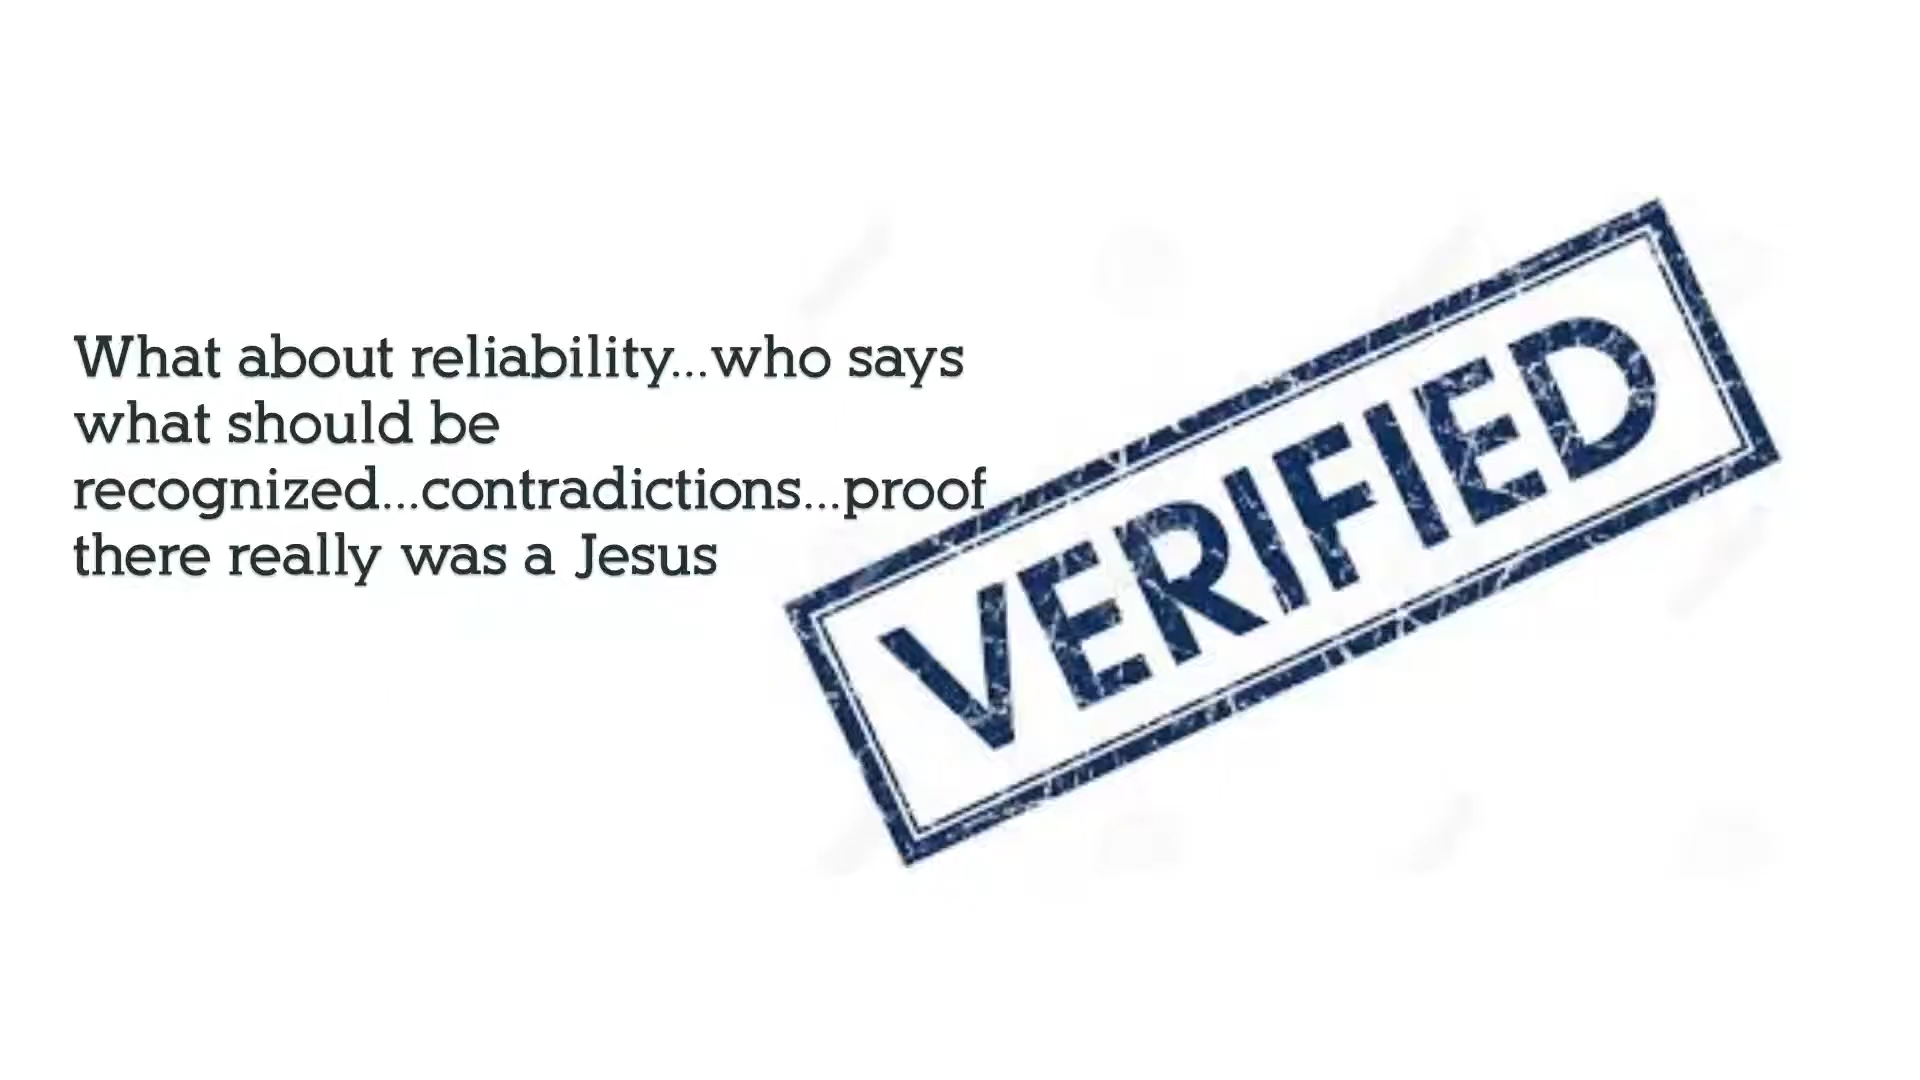 What about reliability...who says
what should be
recognized...contradictions...proof
there really was a Jesus
VERIFIED